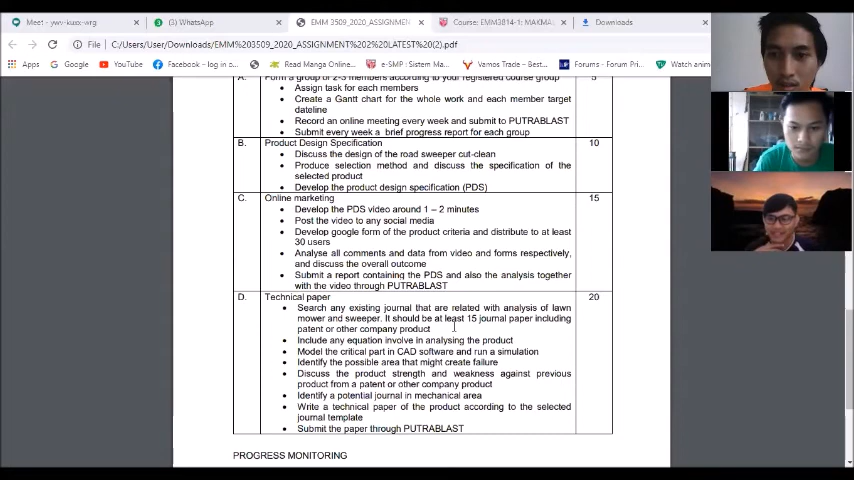 Meet - ywv-kuxx-wrg
(3) WhatsApp
EMM 3509_2020_ASSIGNMENT
Course: EMM3814-1: MAKMAL
Downloads
File | C:/Users/User/Downloads/EMM%203509_2020_ASSIGNMENT%202%20LATEST%20(2).pdf
Apps
Google
YouTube
Facebook – log in o...
Read Manga Online...
e-SMP : Sistem Ma...
Vamos Trade – Best...
Forums - Forum Pri...
Watch anim
A. Form a group of 2-3 members according to your registered course group 5
• Assign task for each members
• Create a Gantt chart for the whole work and each member target
dateline
• Record an online meeting every week and submit to PUTRABLAST
• Submit every week a brief progress report for each group
B. Product Design Specification 10
• Discuss the design of the road sweeper cut-clean
• Produce selection method and discuss the specification of the
selected product
• Develop the product design specification (PDS)
C. Online marketing 15
• Develop the PDS video around 1 – 2 minutes
• Post the video to any social media
• Develop google form of the product criteria and distribute to at least
30 users
• Analyse all comments and data from video and forms respectively,
and discuss the overall outcome
• Submit a report containing the PDS and also the analysis together
with the video through PUTRABLAST
D. Technical paper 20
• Search any existing journal that are related with analysis of lawn
mower and sweeper. It should be at least 15 journal paper including
patent or other company product
• Include any equation involve in analysing the product
• Model the critical part in CAD software and run a simulation
• Identify the possible area that might create failure
• Discuss the product strength and weakness against previous
product from a patent or other company product
• Identify a potential journal in mechanical area
• Write a technical paper of the product according to the selected
journal template
• Submit the paper through PUTRABLAST
PROGRESS MONITORING